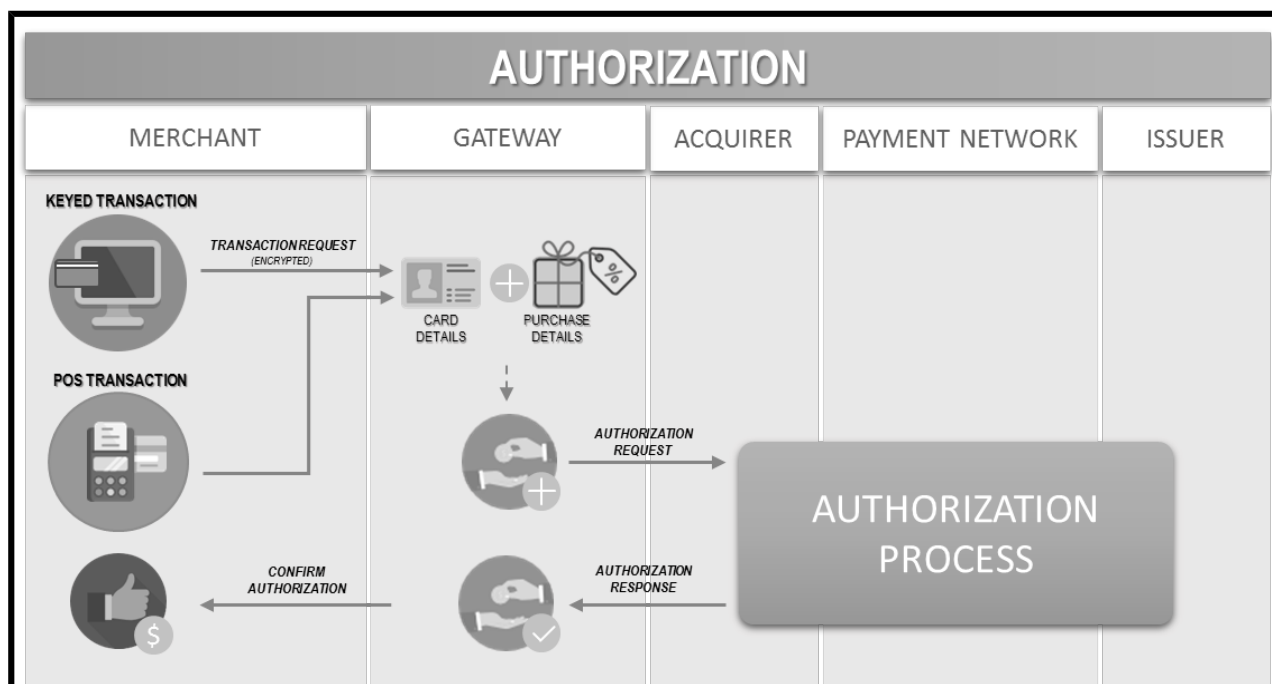 AUTHORIZATION
MERCHANT
GATEWAY
ACQUIRER
PAYMENT NETWORK
ISSUER
KEYED TRANSACTION
TRANSACTION REQUEST
(ENCRYPTED)
%
CARD
DETAILS
PURCHASE
DETAILS
POS TRANSACTION
AUTHORIZATION
REQUEST
AUTHORIZATION
PROCESS
CONFIRM
AUTHORIZATION
AUTHORIZATION
RESPONSE
$